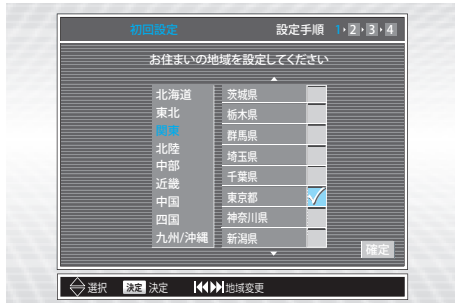 初回設定
設定手順 1 2 3 4
お住まいの地域を設定してください
北海道
東北
関東
北陸
中部
近畿
中国
四国
九州/沖縄
茨城県
栃木県
群馬県
埼玉県
千葉県
東京都
神奈川県
新潟県
確定
選択 決定 決定 地域変更